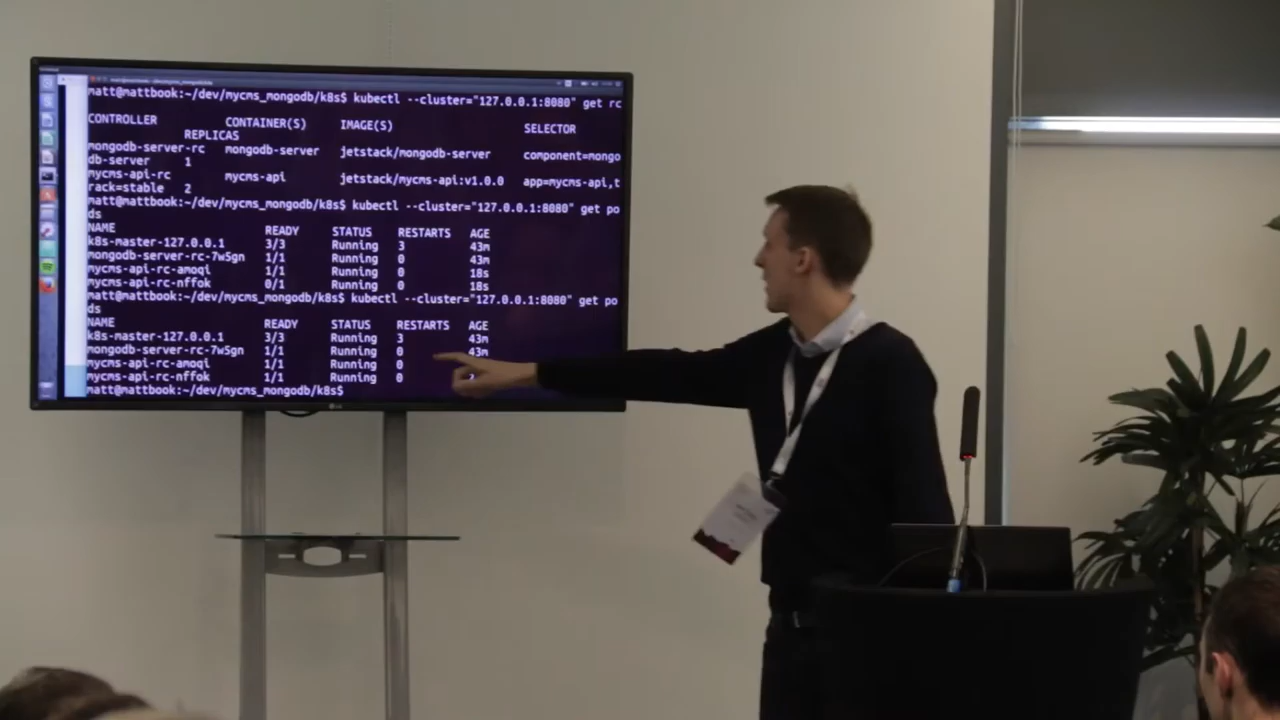 matt@mattbook:~/dev/mycms_mongodb/k8s$ kubectl --cluster="127.0.0.1:8080" get rc
CONTROLLER CONTAINER(S) IMAGE(S) SELECTOR
REPLICAS
mongodb-server-rc mongodb-server jetstack/mongodb-server component=mongo
db-server 1
mycms-api-rc mycms-api jetstack/mycms-api:v1.0.0 app=mycms-api,t
rack=stable 2
matt@mattbook:~/dev/mycms_mongodb/k8s$ kubectl --cluster="127.0.0.1:8080" get po
ds
NAME READY STATUS RESTARTS AGE
k8s-master-127.0.0.1 3/3 Running 3 43m
mongodb-server-rc-7w5gn 1/1 Running 0 43m
mycms-api-rc-amoqi 1/1 Running 0 18s
mycms-api-rc-nffok 0/1 Running 0 18s
matt@mattbook:~/dev/mycms_mongodb/k8s$ kubectl --cluster="127.0.0.1:8080" get po
ds
NAME READY STATUS RESTARTS AGE
k8s-master-127.0.0.1 3/3 Running 3 43m
mongodb-server-rc-7w5gn 1/1 Running 0 43m
mycms-api-rc-amoqi 1/1 Running 0
mycms-api-rc-nffok 1/1 Running 0
matt@mattbook:~/dev/mycms_mongodb/k8s$
LG